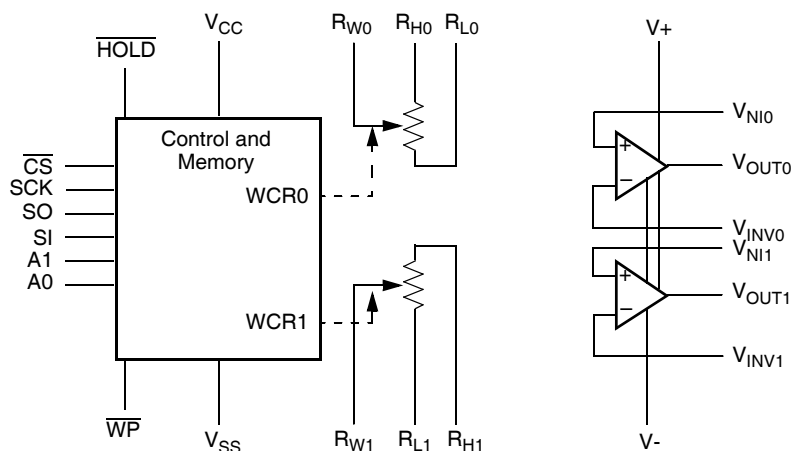 HOLD
VCC
RW0
RH0
RL0
Control and
Memory
CS
SCK
SO
SI
A1
A0
WCR0
WCR1
WP
VSS
RW1
RL1
RH1
V+
VNI0
+
VOUT0
−
VINV0
VNI1
+
VOUT1
−
VINV1
V-